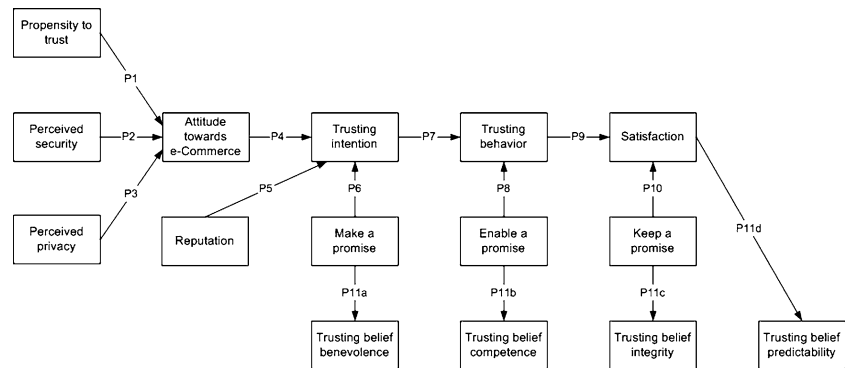 Propensity to
trust
P1
Perceived
security
P2
Attitude
towards
e-Commerce
P4
Trusting
intention
P7
Trusting
behavior
P9
Satisfaction
P3
P5
P6
P8
P10
Perceived
privacy
Reputation
Make a
promise
Enable a
promise
Keep a
promise
P11d
P11a
P11b
P11c
Trusting belief
benevolence
Trusting belief
competence
Trusting belief
integrity
Trusting belief
predictability